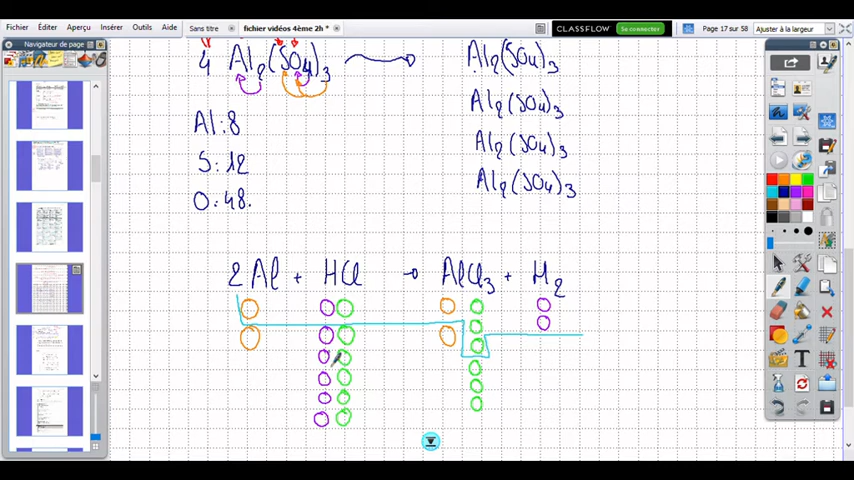 Fichier Éditer Affichage Insérer Outils Aide Sans titre fichier vidéos 4ème 2h * CLASSFLOW Se connecter Page 17 sur 58 Ajuster à la largeur
Navigateur de page
4 Al2(SO4)3 → Al2(SO4)3
Al2(SO4)3
Al : 8
Al2(SO4)3
S : 12
Al2(SO4)3
O : 48.
2 Al + HCl → AlCl3 + H2
T